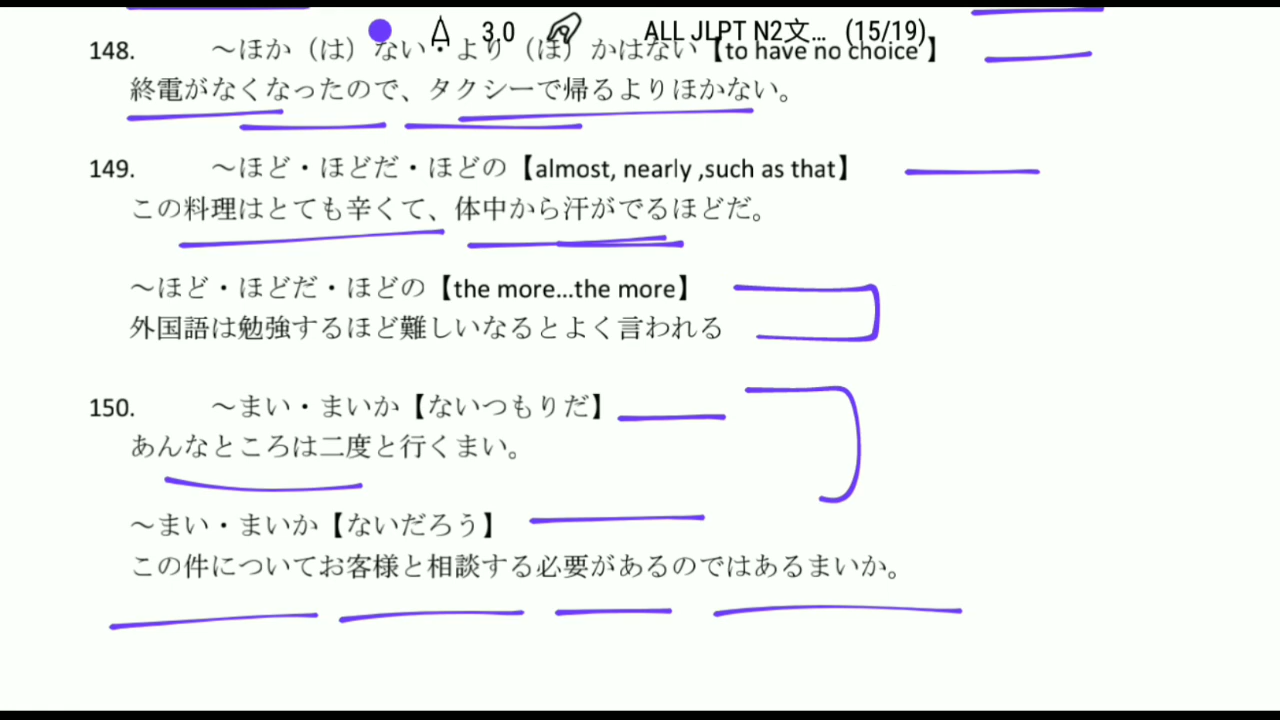 3.0 ALL JLPT N2文... (15/19)
148. ～ほか（は）ない・より（ほ）かはない【to have no choice】
終電がなくなったので、タクシーで帰るよりほかない。
149. ～ほど・ほどだ・ほどの【almost, nearly ,such as that】
この料理はとても辛くて、体中から汗がでるほどだ。
～ほど・ほどだ・ほどの【the more...the more】
外国語は勉強するほど難しいなるとよく言われる
150. ～まい・まいか【ないつもりだ】
あんなところは二度と行くまい。
～まい・まいか【ないだろう】
この件についてお客様と相談する必要があるのではあるまいか。